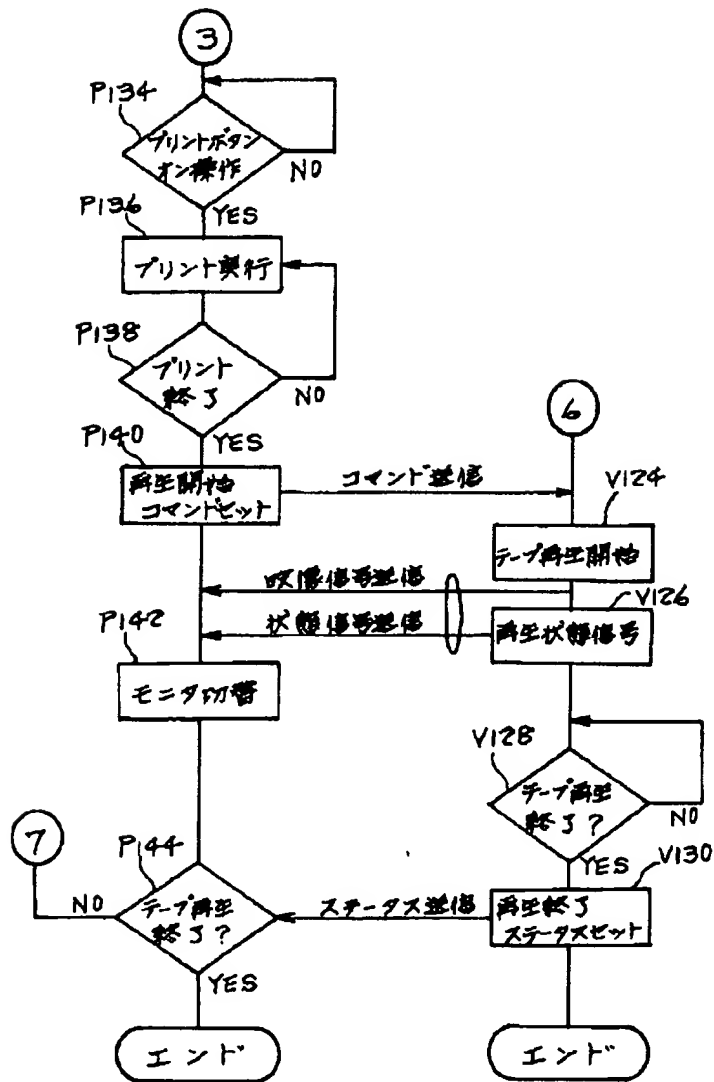 3
P134
プリントボタン
オン操作
NO
YES
P136
プリント実行
P138
プリント
終了
NO
YES
6
P140
再生開始
コマンドセット
コマンド送信
V124
テープ再生開始
映像信号送信
V126
状態信号送信
再生状態信号
P142
モニタ切替
V128
テープ再生
終了?
NO
YES
7
P144
テープ再生
終了?
NO
YES
ステータス送信
V130
再生終了
ステータスセット
エンド
エンド